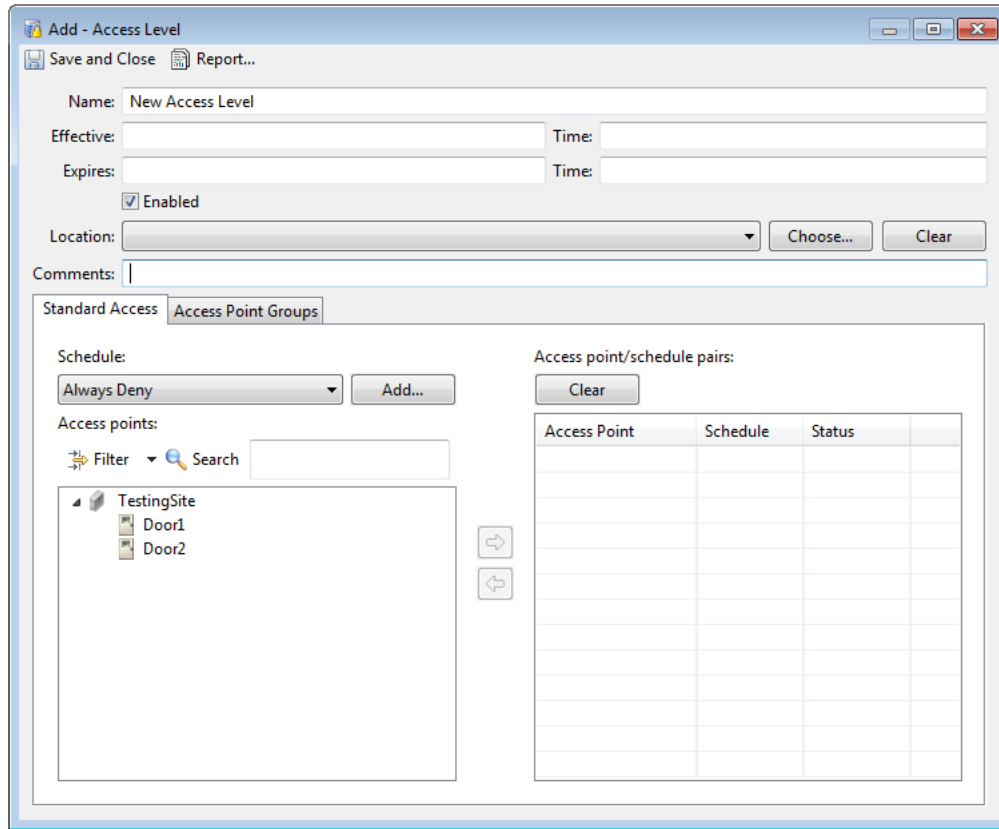 Add - Access Level
Save and Close Report...
Name: New Access Level
Effective: Time:
Expires: Time:
Enabled
Location: Choose... Clear
Comments:
Standard Access Access Point Groups
Schedule:
Always Deny Add...
Access points:
Filter Search
TestingSite
Door1
Door2
Access point/schedule pairs:
Clear
Access Point Schedule Status